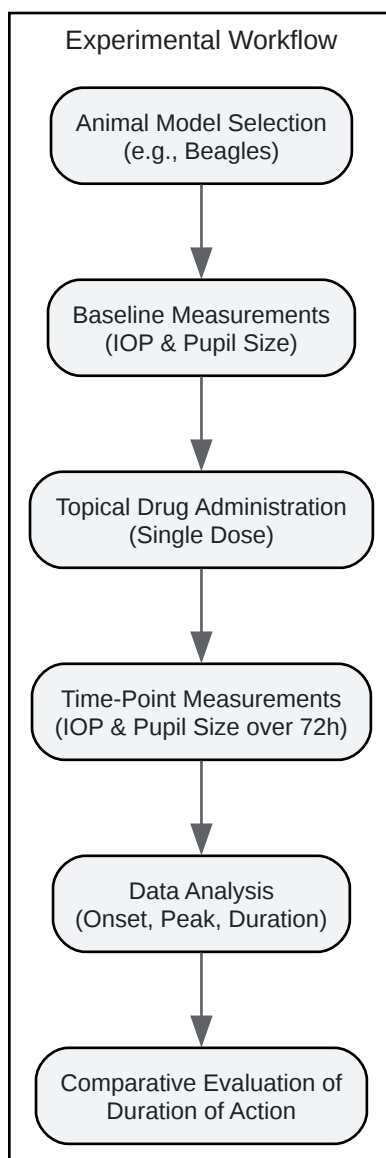 Experimental Workflow
Animal Model Selection
(e.g., Beagles)
Baseline Measurements
(IOP & Pupil Size)
Topical Drug Administration
(Single Dose)
Time-Point Measurements
(IOP & Pupil Size over 72h)
Data Analysis
(Onset, Peak, Duration)
Comparative Evaluation of
Duration of Action